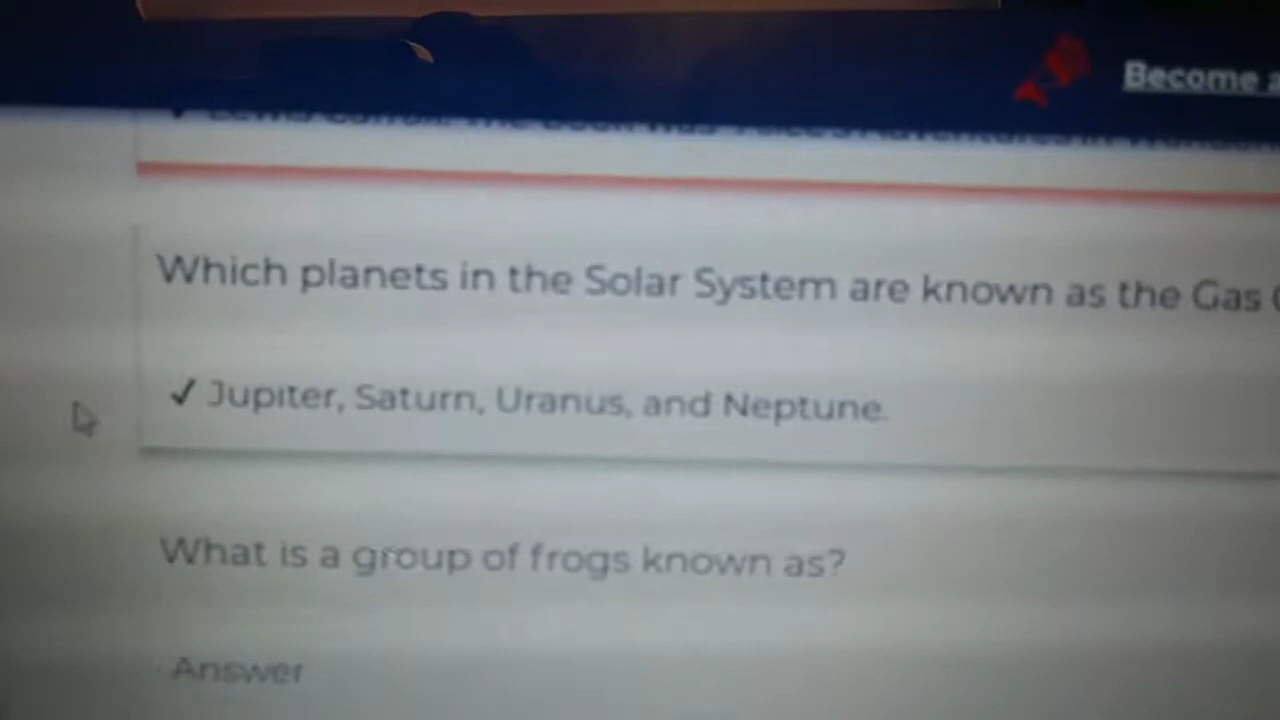 Become a
Which planets in the Solar System are known as the Gas
✓ Jupiter, Saturn, Uranus, and Neptune.
What is a group of frogs known as?
Answer